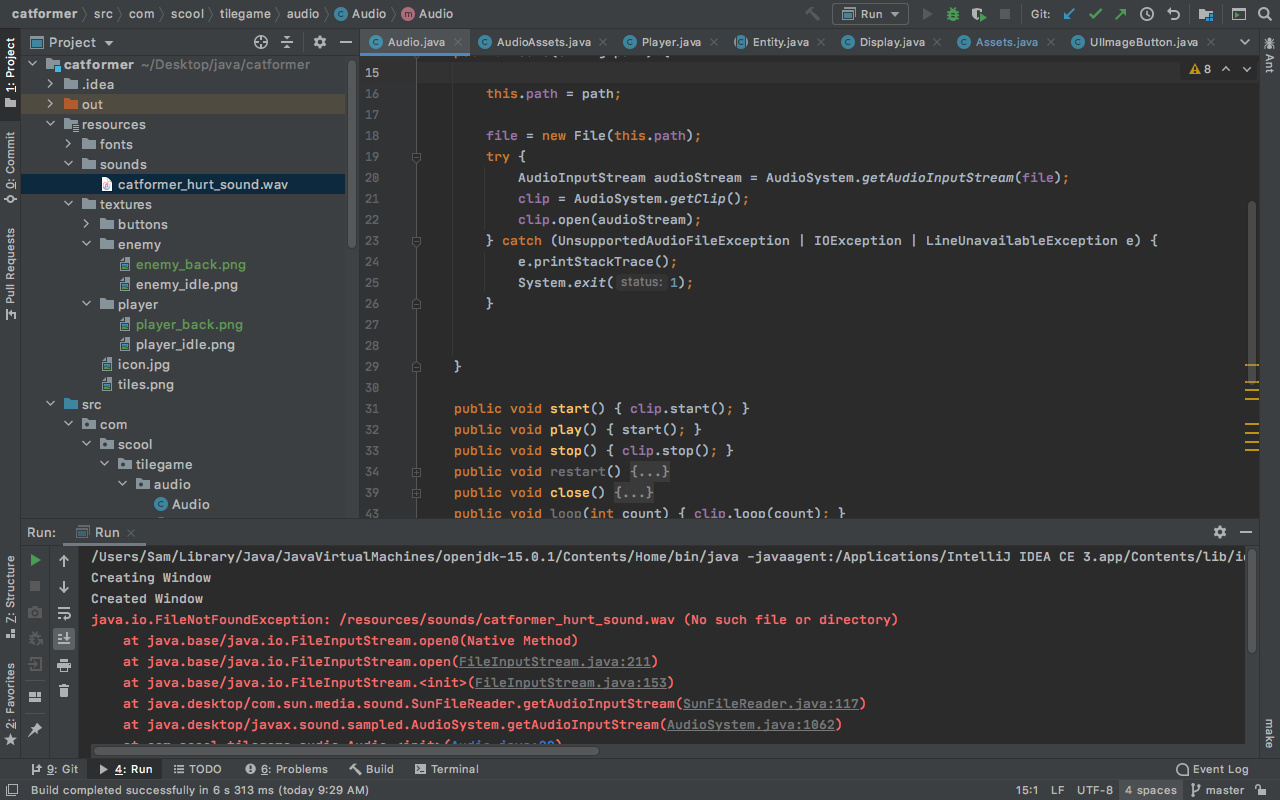 catformer src com scool tilegame audio Audio Audio Run Git:
Project
Audio.java AudioAssets.java Player.java Entity.java Display.java Assets.java UIImageButton.java
1: Project
0: Commit
Pull Requests
Z: Structure
2: Favorites
Ant
make
catformer ~/Desktop/java/catformer
.idea
out
resources
fonts
sounds
catformer_hurt_sound.wav
textures
buttons
enemy
enemy_back.png
enemy_idle.png
player
player_back.png
player_idle.png
icon.jpg
tiles.png
src
com
scool
tilegame
audio
Audio
8
15
16 this.path = path;
17
18 file = new File(this.path);
19 try {
20 AudioInputStream audioStream = AudioSystem.getAudioInputStream(file);
21 clip = AudioSystem.getClip();
22 clip.open(audioStream);
23 } catch (UnsupportedAudioFileException | IOException | LineUnavailableException e) {
24 e.printStackTrace();
25 System.exit( status: 1);
26 }
27
28
29 }
30
31 public void start() { clip.start(); }
32 public void play() { start(); }
33 public void stop() { clip.stop(); }
34 public void restart() {...}
39 public void close() {...}
43 public void loop(int count) { clip.loop(count); }
Run: Run
/Users/Sam/Library/Java/JavaVirtualMachines/openjdk-15.0.1/Contents/Home/bin/java -javaagent:/Applications/IntelliJ IDEA CE 3.app/Contents/lib/i
Creating Window
Created Window
java.io.FileNotFoundException: /resources/sounds/catformer_hurt_sound.wav (No such file or directory)
at java.base/java.io.FileInputStream.open0(Native Method)
at java.base/java.io.FileInputStream.open(FileInputStream.java:211)
at java.base/java.io.FileInputStream.<init>(FileInputStream.java:153)
at java.desktop/com.sun.media.sound.SunFileReader.getAudioInputStream(SunFileReader.java:117)
at java.desktop/javax.sound.sampled.AudioSystem.getAudioInputStream(AudioSystem.java:1062)
at com.scool.tilegame.audio.Audio.<init>(Audio.java:20)
9: Git 4: Run TODO 6: Problems Build Terminal Event Log
Build completed successfully in 6 s 313 ms (today 9:29 AM) 15:1 LF UTF-8 4 spaces master